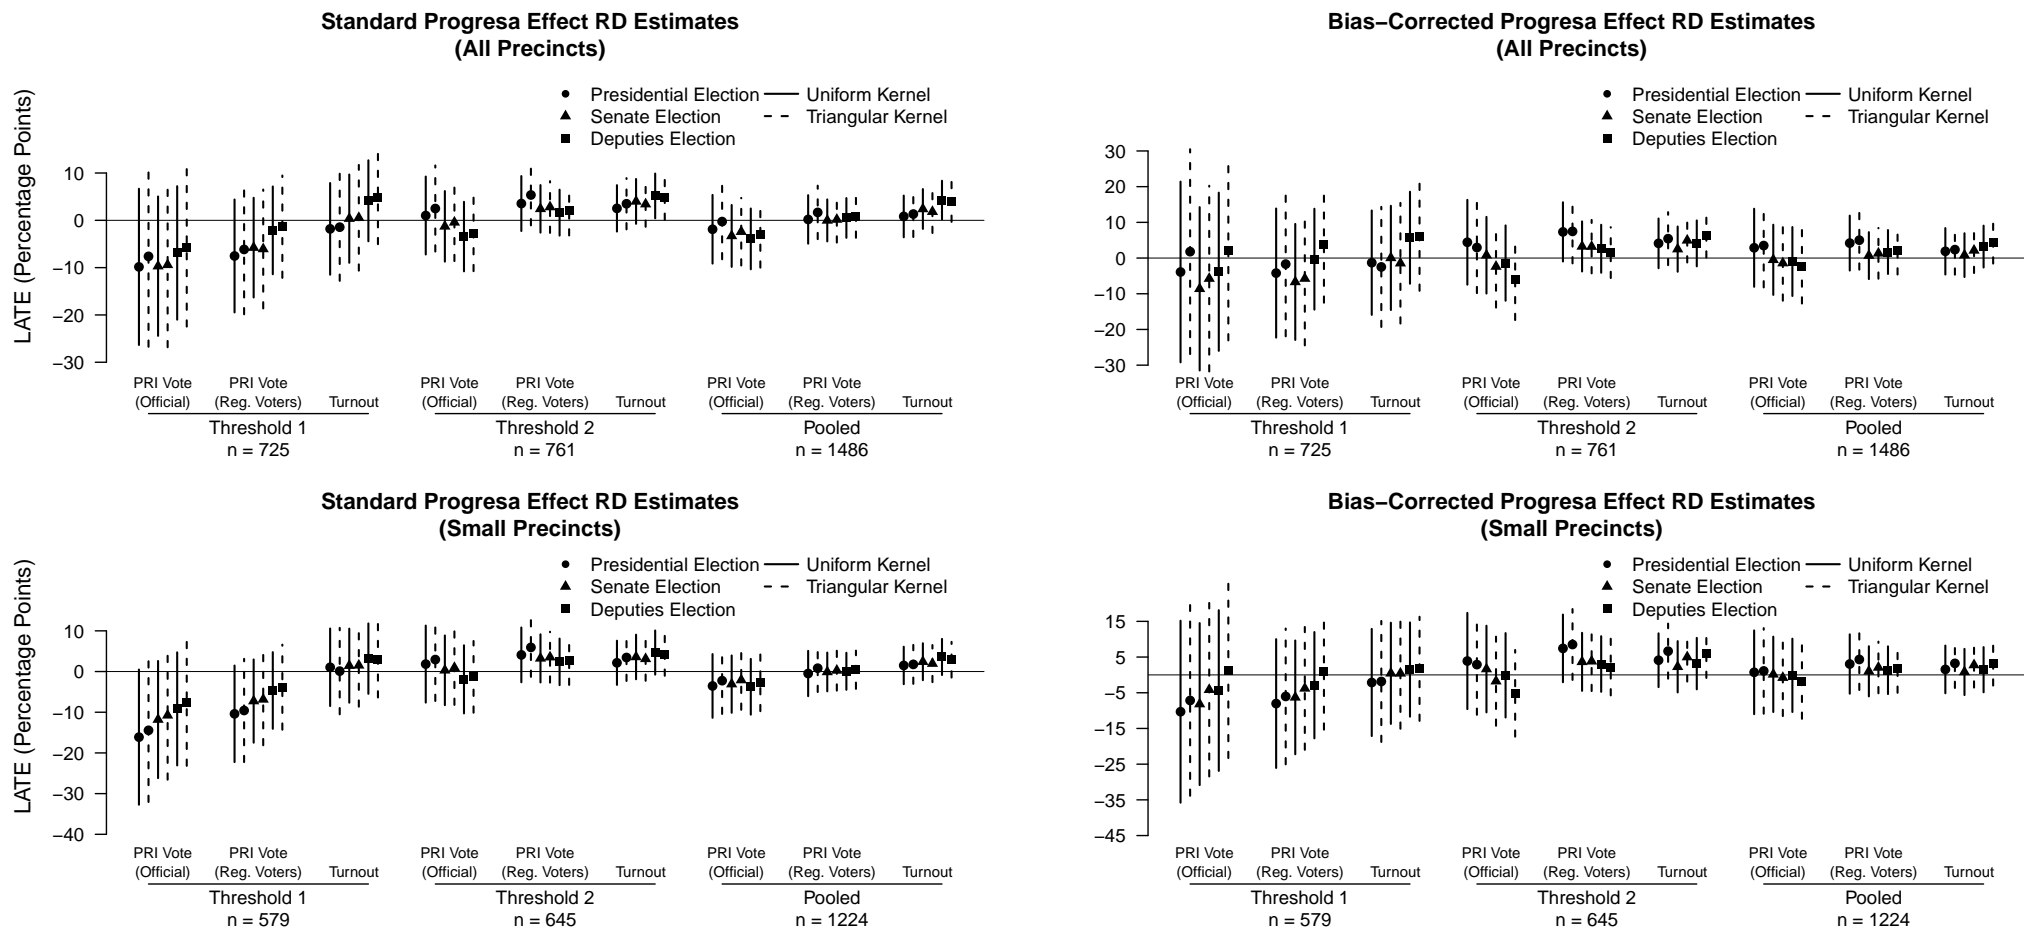 Standard Progresa Effect RD Estimates
(All Precincts)
LATE (Percentage Points)
Presidential Election
Senate Election
Deputies Election
Uniform Kernel
Triangular Kernel
10
0
−10
−20
−30
PRI Vote
(Official)
PRI Vote
(Reg. Voters)
Turnout
PRI Vote
(Official)
PRI Vote
(Reg. Voters)
Turnout
PRI Vote
(Official)
PRI Vote
(Reg. Voters)
Turnout
Threshold 1
n = 725
Threshold 2
n = 761
Pooled
n = 1486
Bias−Corrected Progresa Effect RD Estimates
(All Precincts)
Presidential Election
Senate Election
Deputies Election
Uniform Kernel
Triangular Kernel
30
20
10
0
−10
−20
−30
PRI Vote
(Official)
PRI Vote
(Reg. Voters)
Turnout
PRI Vote
(Official)
PRI Vote
(Reg. Voters)
Turnout
PRI Vote
(Official)
PRI Vote
(Reg. Voters)
Turnout
Threshold 1
n = 725
Threshold 2
n = 761
Pooled
n = 1486
Standard Progresa Effect RD Estimates
(Small Precincts)
LATE (Percentage Points)
Presidential Election
Senate Election
Deputies Election
Uniform Kernel
Triangular Kernel
10
0
−10
−20
−30
−40
PRI Vote
(Official)
PRI Vote
(Reg. Voters)
Turnout
PRI Vote
(Official)
PRI Vote
(Reg. Voters)
Turnout
PRI Vote
(Official)
PRI Vote
(Reg. Voters)
Turnout
Threshold 1
n = 579
Threshold 2
n = 645
Pooled
n = 1224
Bias−Corrected Progresa Effect RD Estimates
(Small Precincts)
Presidential Election
Senate Election
Deputies Election
Uniform Kernel
Triangular Kernel
15
5
−5
−15
−25
−35
−45
PRI Vote
(Official)
PRI Vote
(Reg. Voters)
Turnout
PRI Vote
(Official)
PRI Vote
(Reg. Voters)
Turnout
PRI Vote
(Official)
PRI Vote
(Reg. Voters)
Turnout
Threshold 1
n = 579
Threshold 2
n = 645
Pooled
n = 1224